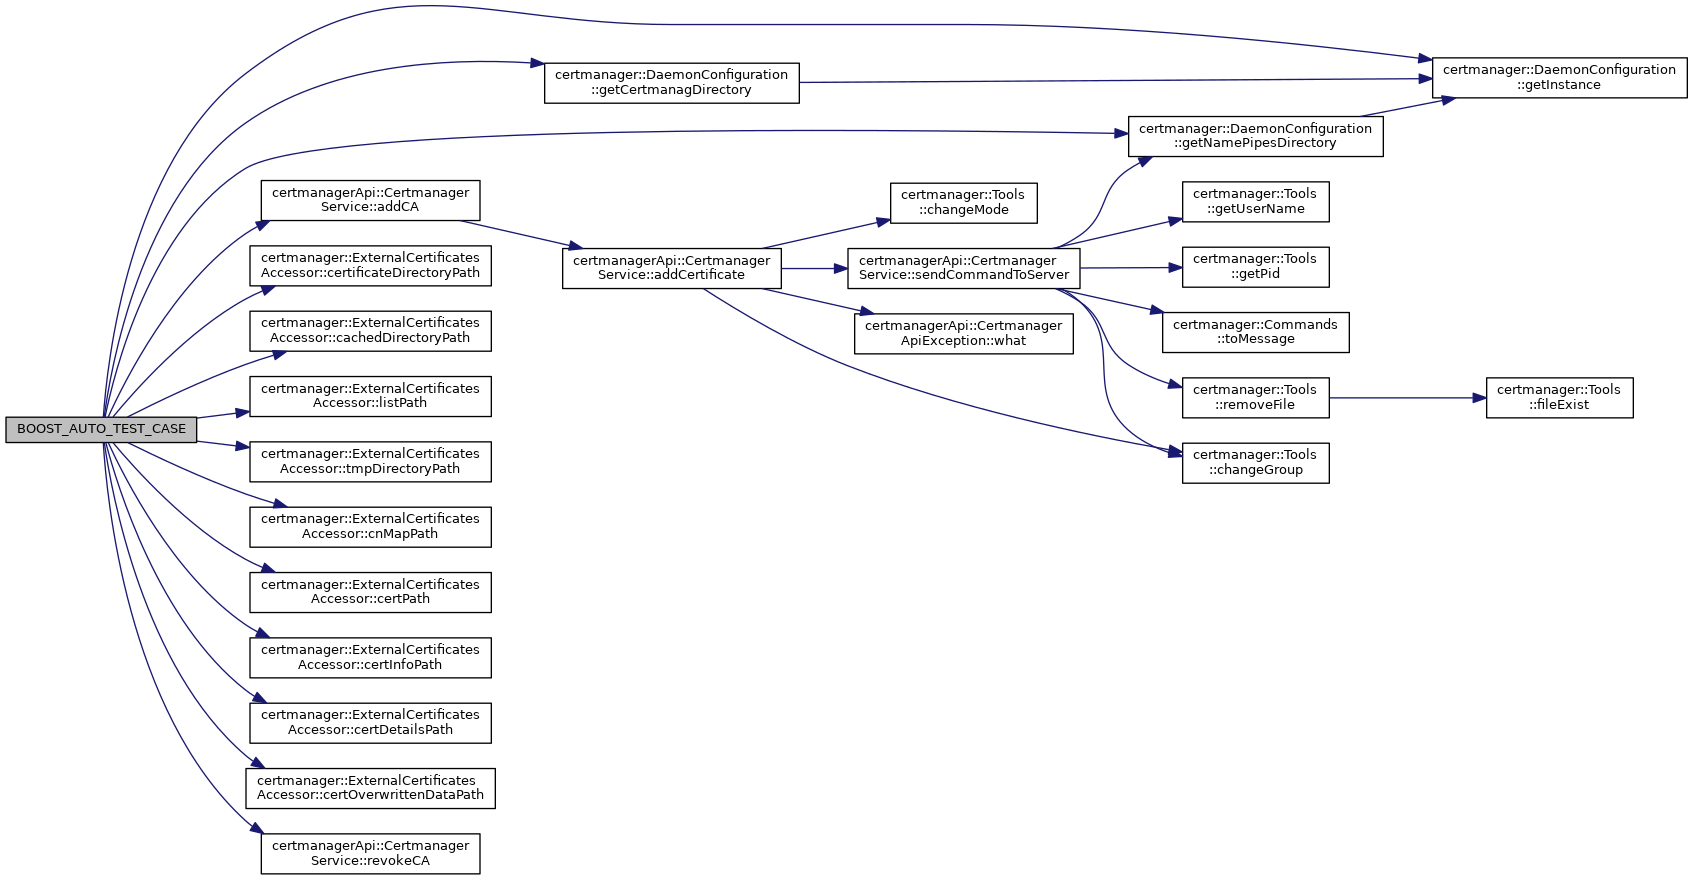 certmanager::DaemonConfiguration
::getInstance
certmanager::DaemonConfiguration
::getCertmanagDirectory
certmanager::DaemonConfiguration
::getNamePipesDirectory
certmanagerApi::Certmanager
Service::addCA
certmanager::Tools
::changeMode
certmanager::Tools
::getUserName
certmanager::ExternalCertificates
Accessor::certificateDirectoryPath
certmanagerApi::Certmanager
Service::addCertificate
certmanagerApi::Certmanager
Service::sendCommandToServer
certmanager::Tools
::getPid
certmanager::ExternalCertificates
Accessor::cachedDirectoryPath
certmanagerApi::Certmanager
ApiException::what
certmanager::Commands
::toMessage
certmanager::ExternalCertificates
Accessor::listPath
certmanager::Tools
::removeFile
certmanager::Tools
::fileExist
BOOST_AUTO_TEST_CASE
certmanager::ExternalCertificates
Accessor::tmpDirectoryPath
certmanager::Tools
::changeGroup
certmanager::ExternalCertificates
Accessor::cnMapPath
certmanager::ExternalCertificates
Accessor::certPath
certmanager::ExternalCertificates
Accessor::certInfoPath
certmanager::ExternalCertificates
Accessor::certDetailsPath
certmanager::ExternalCertificates
Accessor::certOverwrittenDataPath
certmanagerApi::Certmanager
Service::revokeCA